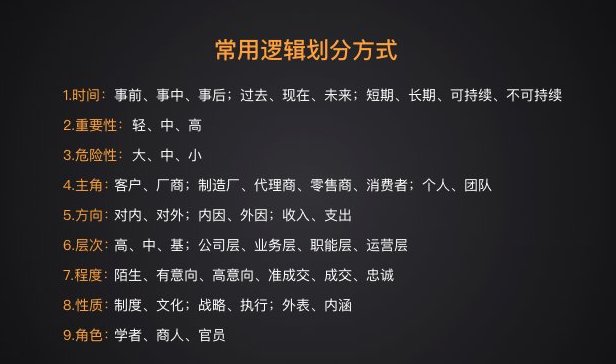 常用逻辑划分方式
1.时间：事前、事中、事后；过去、现在、未来；短期、长期、可持续、不可持续
2.重要性：轻、中、高
3.危险性：大、中、小
4.主角：客户、厂商；制造厂、代理商、零售商、消费者；个人、团队
5.方向：对内、对外；内因、外因；收入、支出
6.层次：高、中、基；公司层、业务层、职能层、运营层
7.程度：陌生、有意向、高意向、准成交、成交、忠诚
8.性质：制度、文化；战略、执行；外表、内涵
9.角色：学者、商人、官员